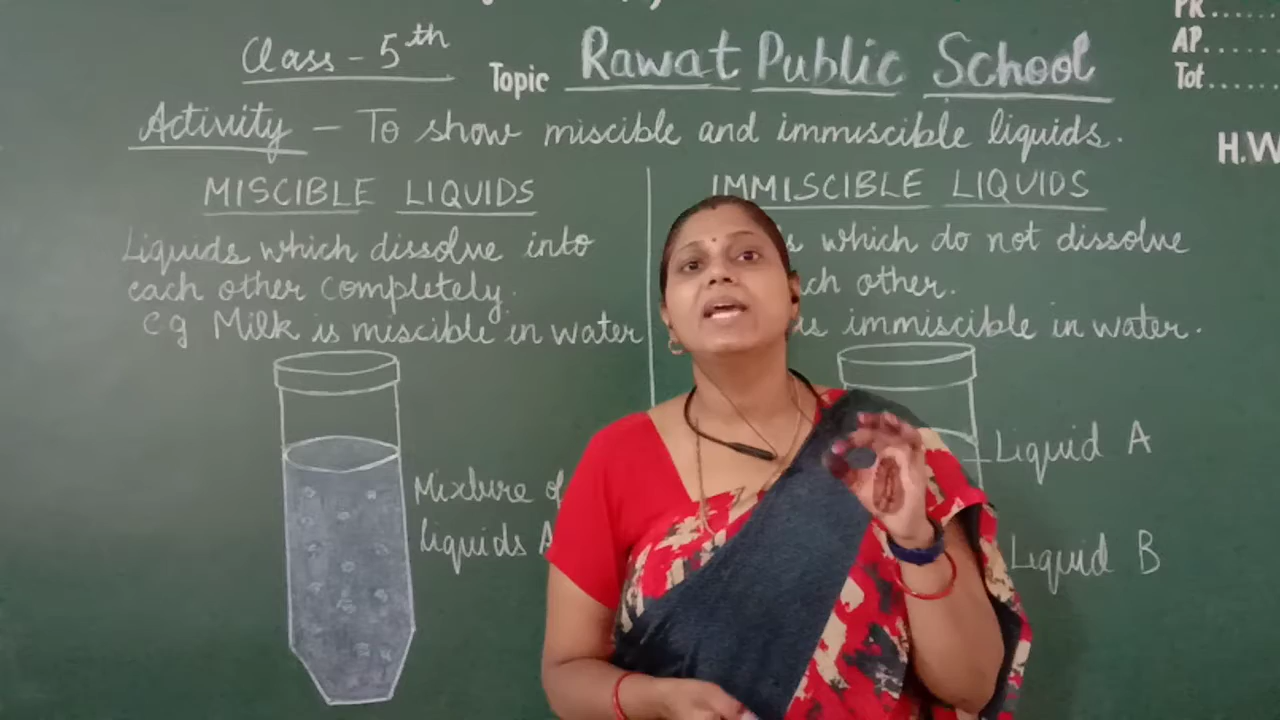 PR......
Class - 5th
Topic Rawat Public School
AP......
Tot......
Activity - To show miscible and immiscible liquids.
H.W
MISCIBLE LIQUIDS
Liquids which dissolve into
each other completely.
e.g Milk is miscible in water
Mixture of
liquids A
IMMISCIBLE LIQUIDS
which do not dissolve
other.
is immiscible in water.
Liquid A
Liquid B